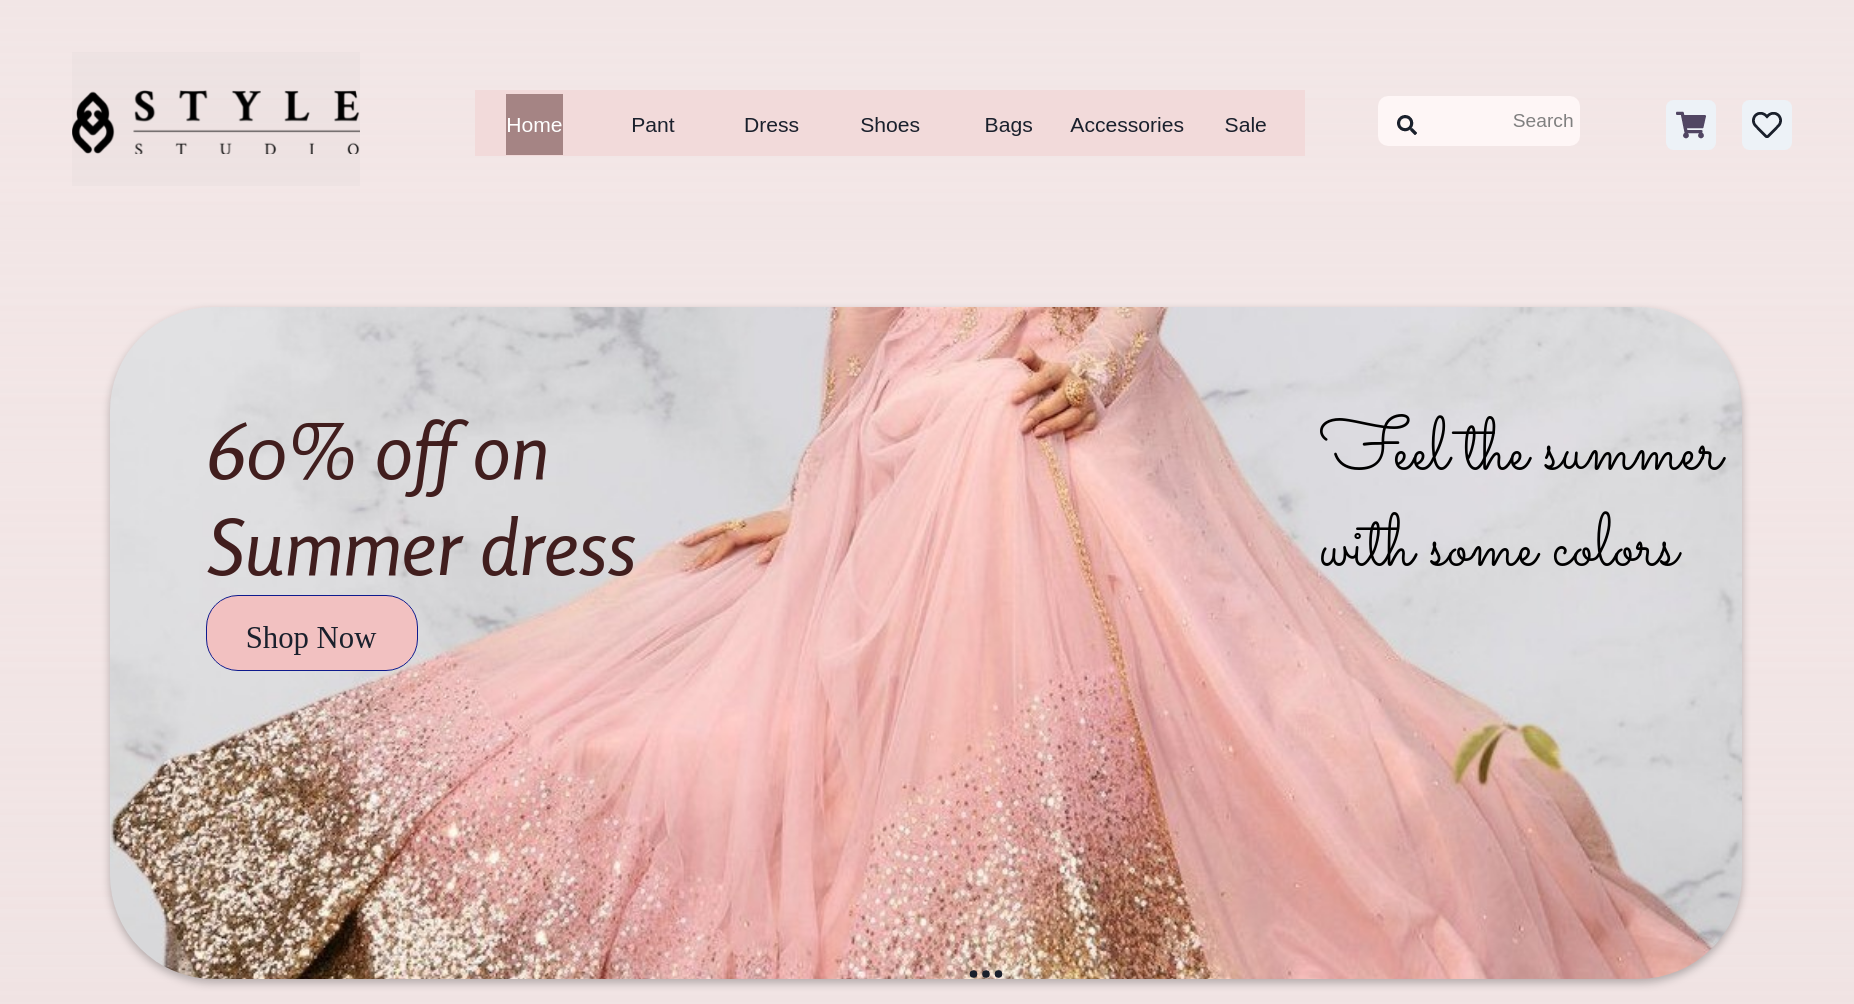 STYLE
STUDIO
Home Pant Dress Shoes Bags Accessories Sale
Search
60% off on
Summer dress
Shop Now
Feel the summer
with some colors